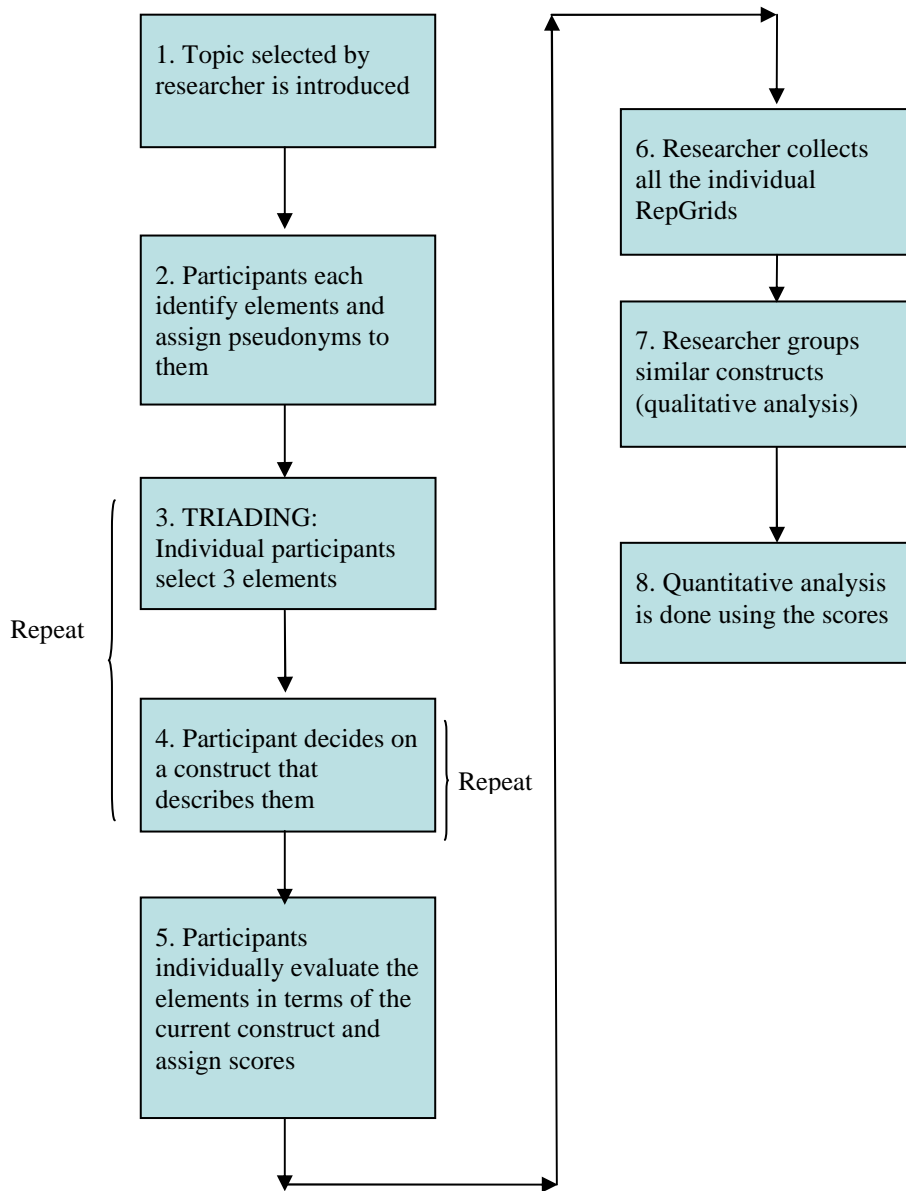 1. Topic selected by
researcher is introduced
2. Participants each
identify elements and
assign pseudonyms to
them
3. TRIADING:
Individual participants
select 3 elements
Repeat
4. Participant decides on
a construct that
describes them
Repeat
5. Participants
individually evaluate the
elements in terms of the
current construct and
assign scores
6. Researcher collects
all the individual
RepGrids
7. Researcher groups
similar constructs
(qualitative analysis)
8. Quantitative analysis
is done using the scores